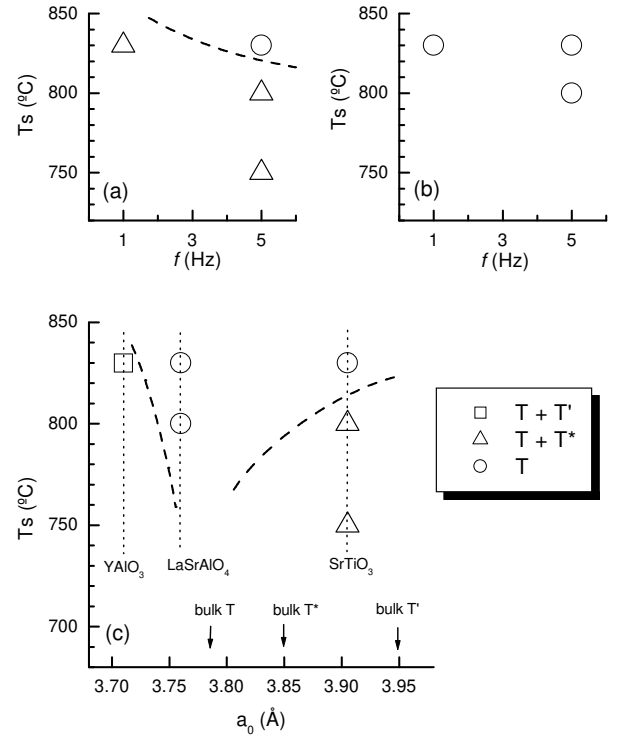 850
800
750
Ts (ºC)
(a)
1
3
5
f (Hz)
850
800
750
Ts (ºC)
(b)
1
3
5
f (Hz)
850
800
750
700
Ts (ºC)
YAlO3
LaSrAlO4
SrTiO3
bulk T
bulk T*
bulk T'
(c)
3.70
3.75
3.80
3.85
3.90
3.95
a0 (Å)
T + T'
T + T*
T